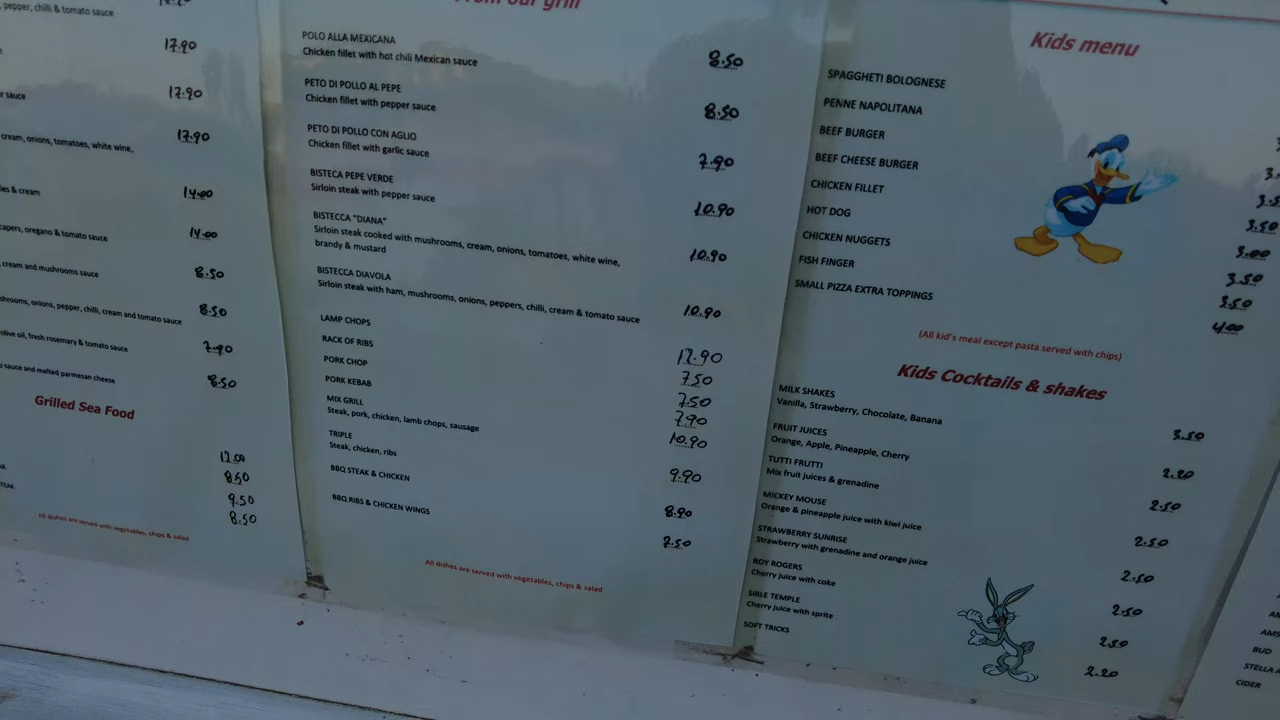 , pepper, chilli & tomato sauce
17.90
sauce 17.90
cream, onions, tomatoes, white wine, 17.90
& cream 14.00
capers, oregano & tomato sauce 14.00
cream and mushrooms sauce 8.50
onions, pepper, chilli, cream and tomato sauce 8.50
olive oil, fresh rosemary & tomato sauce 7.90
sauce and melted parmesan cheese 8.50
Grilled Sea Food
12.00
8.50
9.50
8.50
All dishes are served with vegetables, chips & salad
From our grill
POLO ALLA MEXICANA
Chicken fillet with hot chili Mexican sauce 8.50
PETO DI POLLO AL PEPE
Chicken fillet with pepper sauce 8.50
PETO DI POLLO CON AGLIO
Chicken fillet with garlic sauce 7.90
BISTECA PEPE VERDE
Sirloin steak with pepper sauce 10.90
BISTECCA "DIANA"
Sirloin steak cooked with mushrooms, cream, onions, tomatoes, white wine, 10.90
brandy & mustard
BISTECCA DIAVOLA
Sirloin steak with ham, mushrooms, onions, peppers, chilli, cream & tomato sauce 10.90
LAMP CHOPS 12.90
RACK OF RIBS 7.50
PORK CHOP 7.50
PORK KEBAB 7.90
MIX GRILL 10.90
Steak, pork, chicken, lamb chops, sausage
TRIPLE 9.90
Steak, chicken, ribs
BBQ STEAK & CHICKEN 8.90
BBQ RIBS & CHICKEN WINGS 7.50
All dishes are served with vegetables, chips & salad
Kids menu
SPAGGHETI BOLOGNESE
PENNE NAPOLITANA
BEEF BURGER
BEEF CHEESE BURGER
CHICKEN FILLET 3.50
HOT DOG 3.00
CHICKEN NUGGETS 3.50
FISH FINGER 3.50
SMALL PIZZA EXTRA TOPPINGS 4.00
(All kid's meal except pasta served with chips)
Kids Cocktails & shakes
MILK SHAKES
Vanilla, Strawberry, Chocolate, Banana 3.50
FRUIT JUICES
Orange, Apple, Pineapple, Cherry 2.20
TUTTI FRUTTI
Mix fruit juices & grenadine 2.50
MICKEY MOUSE
Orange & pineapple juice with kiwi juice 2.50
STRAWBERRY SUNRISE
Strawberry with grenadine and orange juice 2.50
ROY ROGERS
Cherry juice with coke 2.50
SIRLE TEMPLE
Cherry juice with sprite 2.50
SOFT TRICKS 2.20
AMS
BUD
STELLA
CIDER